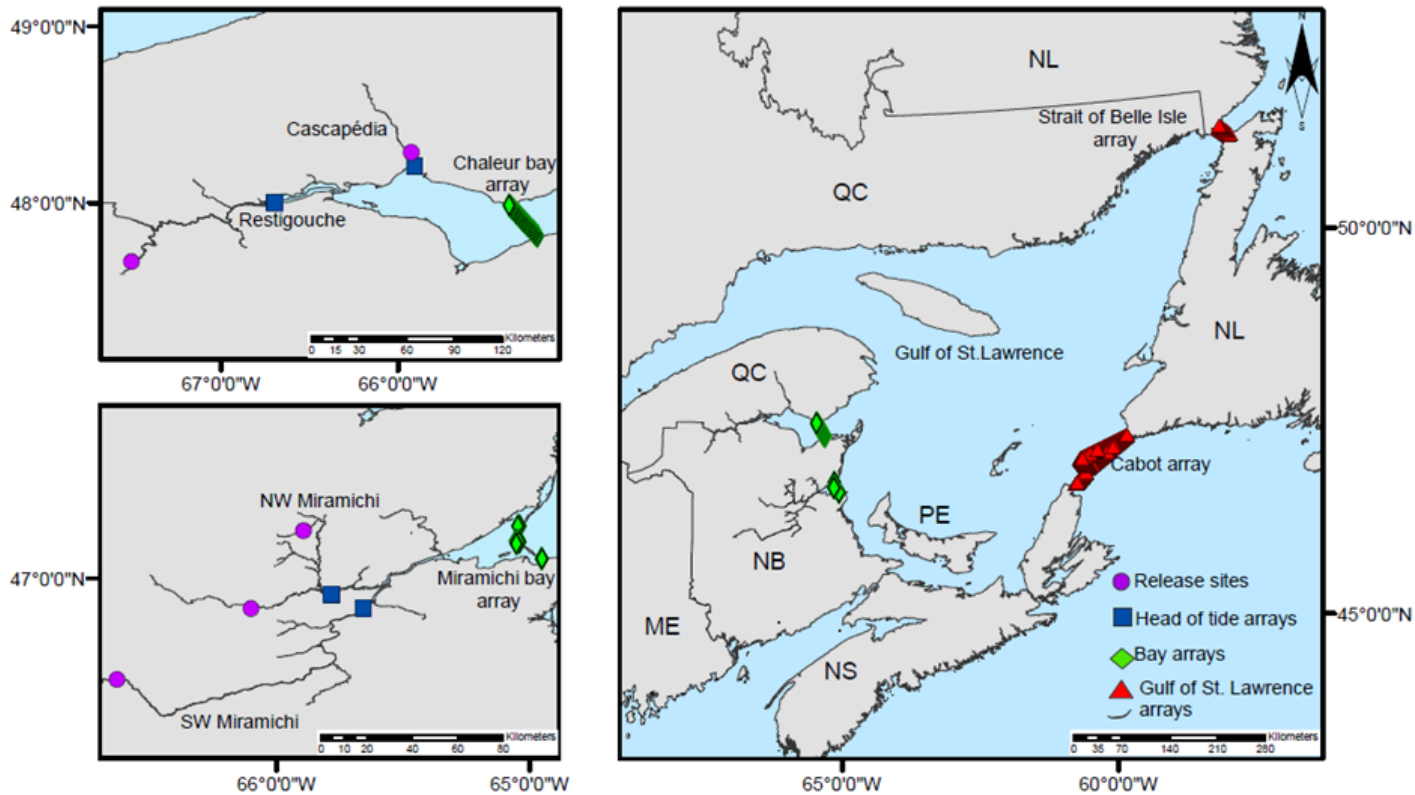 49°0'0"N
Cascapédia
Chaleur bay
array
48°0'0"N
Restigouche
Kilometers
0 15 30 60 90 120
67°0'0"W 66°0'0"W
NW Miramichi
47°0'0"N
Miramichi bay
array
SW Miramichi
Kilometers
0 10 20 40 60 80
66°0'0"W 65°0'0"W
N
S
NL
Strait of Belle Isle
array
QC
50°0'0"N
NL
Gulf of St.Lawrence
QC
Cabot array
PE
NB
Release sites
Head of tide arrays
45°0'0"N
ME
Bay arrays
NS
Gulf of St. Lawrence
arrays
Kilometers
0 35 70 140 210 280
65°0'0"W 60°0'0"W